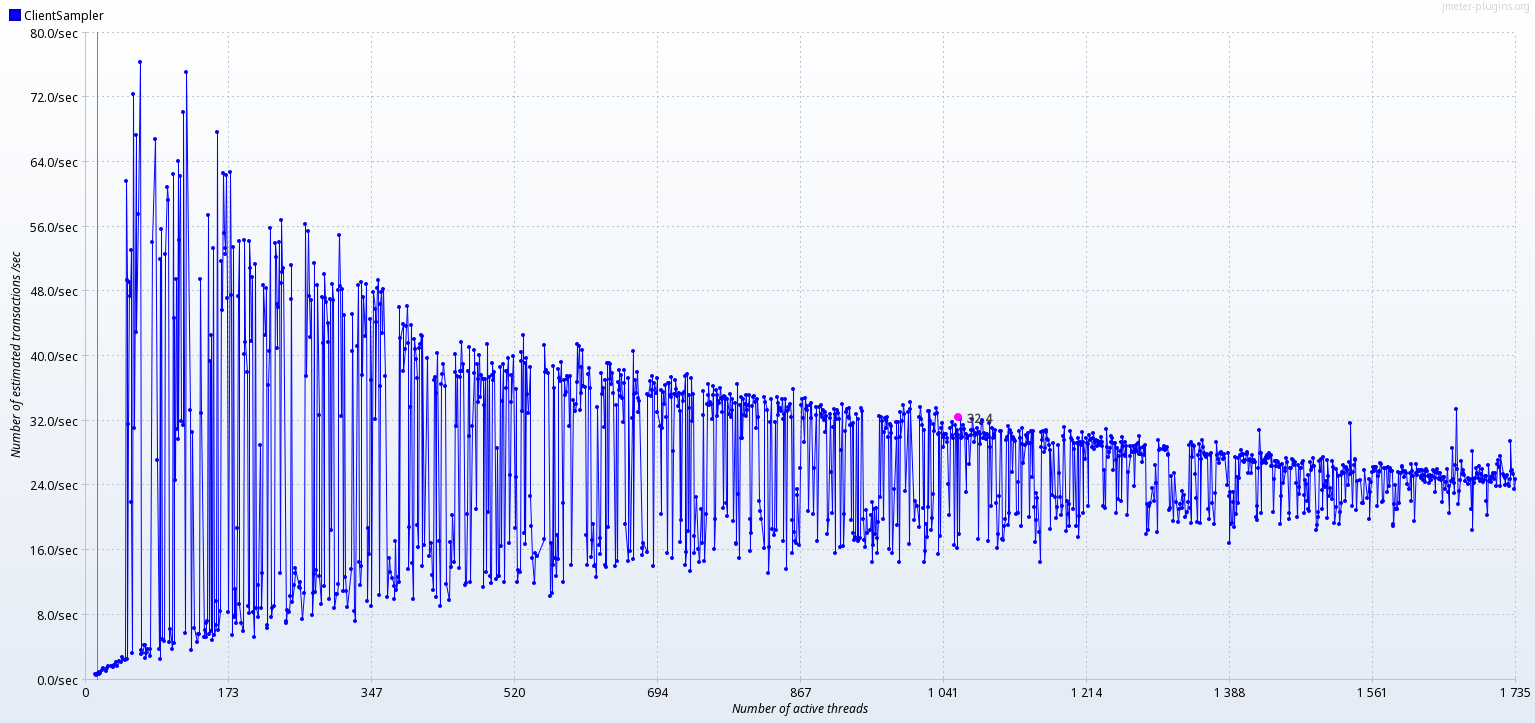 ClientSampler
jmeter-plugins.org
80.0/sec
72.0/sec
64.0/sec
56.0/sec
48.0/sec
40.0/sec
32.0/sec
24.0/sec
16.0/sec
8.0/sec
0.0/sec
Number of estimated transactions /sec
32.4
0 173 347 520 694 867 1 041 1 214 1 388 1 561 1 735
Number of active threads